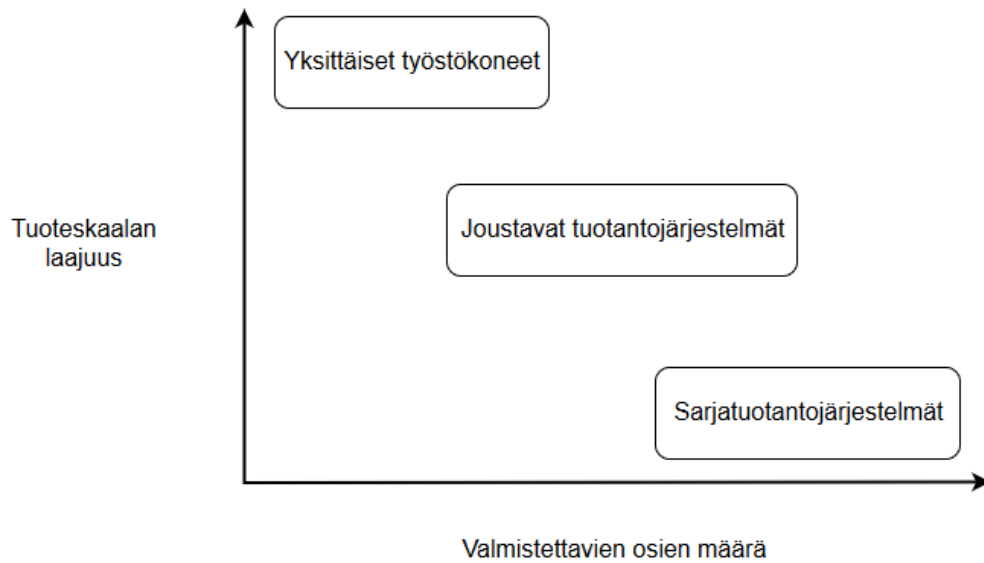 Yksittäiset työstökoneet
Tuoteskaalan
laajuus
Joustavat tuotantojärjestelmät
Sarjatuotantojärjestelmät
Valmistettavien osien määrä